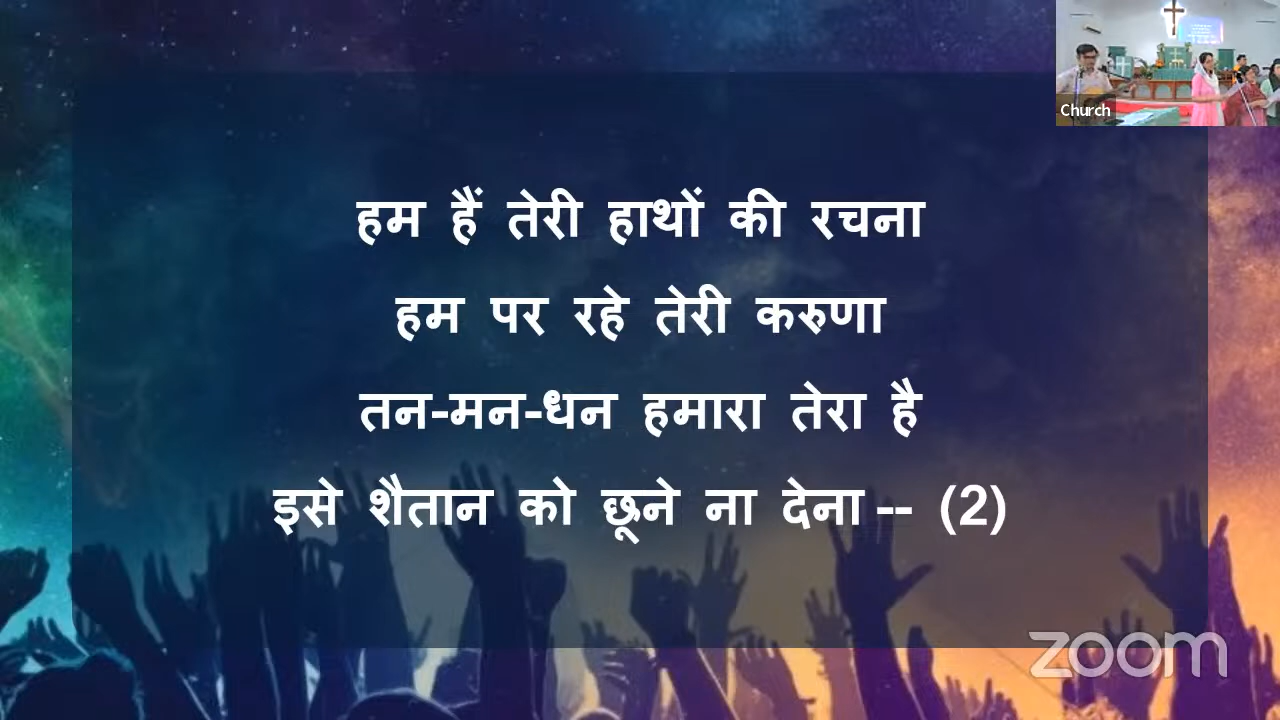 Church
हम हैं तेरी हाथों की रचना
हम पर रहे तेरी करुणा
तन-मन-धन हमारा तेरा है
इसे शैतान को छूने ना देना -- (2)
zoom